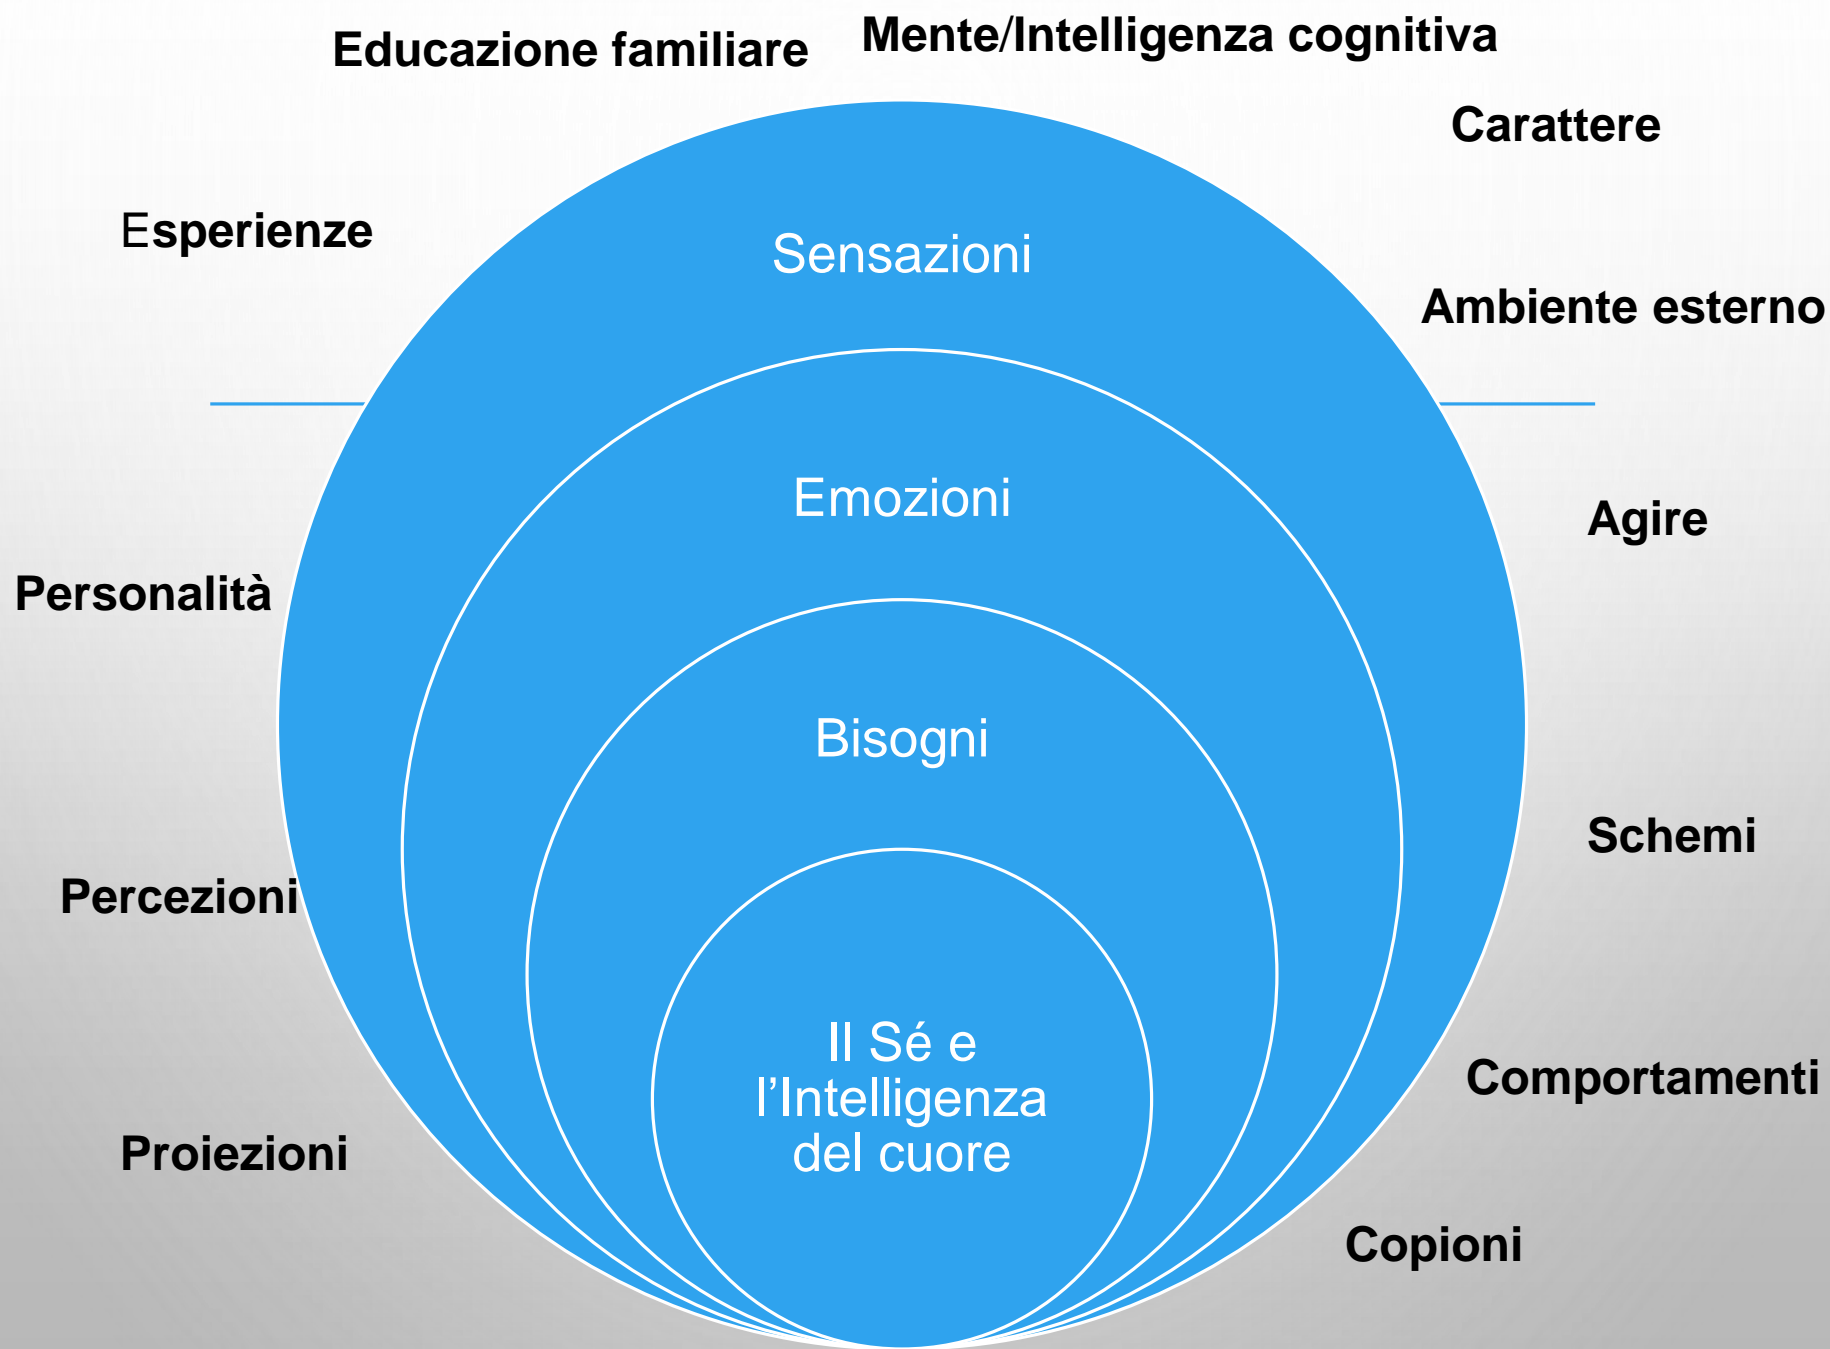 Educazione familiare
Mente/Intelligenza cognitiva
Carattere
Esperienze
Sensazioni
Ambiente esterno
Emozioni
Agire
Personalità
Bisogni
Schemi
Percezioni
Il Sé e
l’Intelligenza
del cuore
Comportamenti
Proiezioni
Copioni